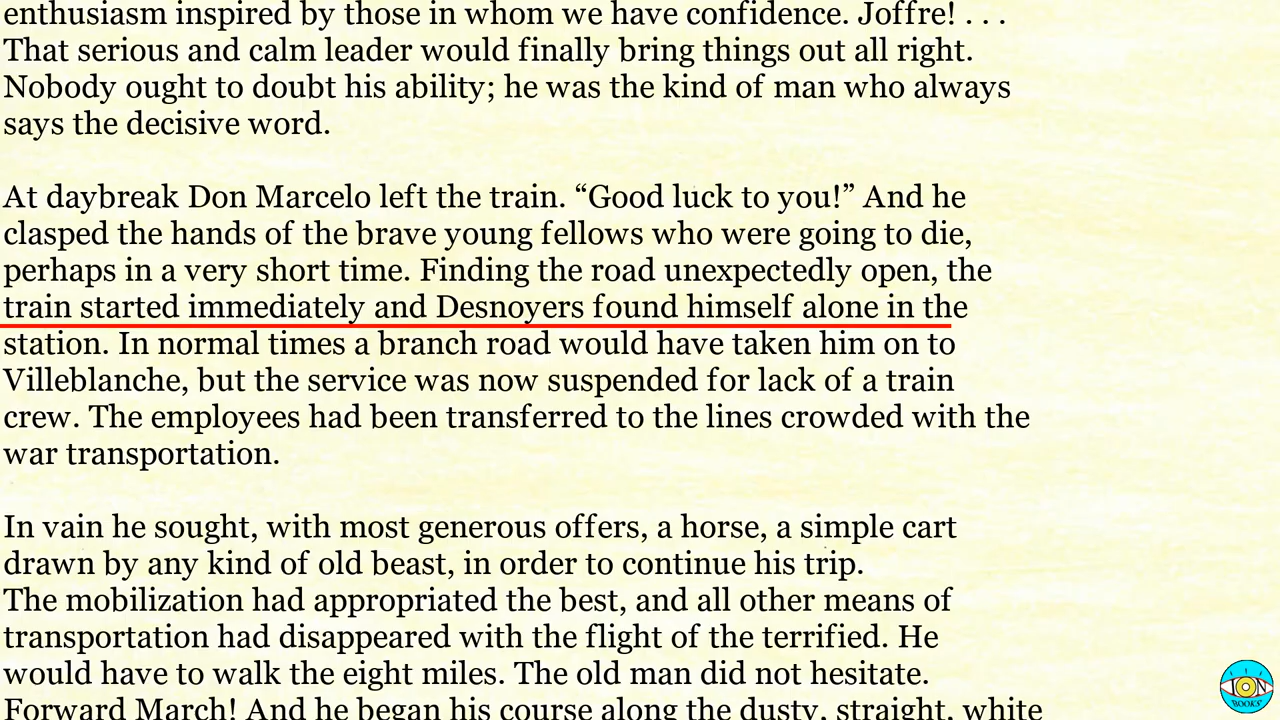 enthusiasm inspired by those in whom we have confidence. Joffre! . . .
That serious and calm leader would finally bring things out all right.
Nobody ought to doubt his ability; he was the kind of man who always
says the decisive word.
At daybreak Don Marcelo left the train. “Good luck to you!” And he
clasped the hands of the brave young fellows who were going to die,
perhaps in a very short time. Finding the road unexpectedly open, the
train started immediately and Desnoyers found himself alone in the
station. In normal times a branch road would have taken him on to
Villeblanche, but the service was now suspended for lack of a train
crew. The employees had been transferred to the lines crowded with the
war transportation.
In vain he sought, with most generous offers, a horse, a simple cart
drawn by any kind of old beast, in order to continue his trip.
The mobilization had appropriated the best, and all other means of
transportation had disappeared with the flight of the terrified. He
would have to walk the eight miles. The old man did not hesitate.
Forward March! And he began his course along the dusty, straight, white
ION
BOOKS